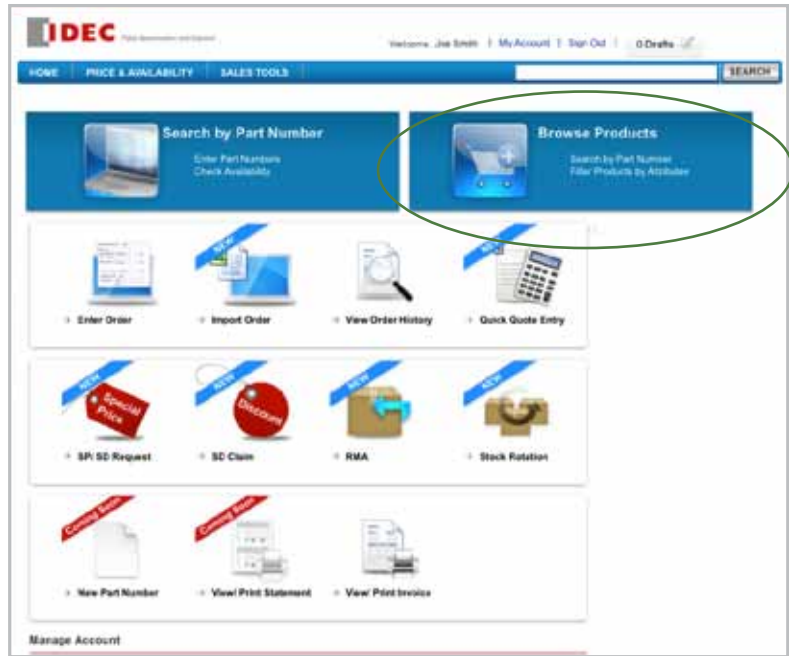 IDEC
Welcome, Joe Smith | My Account | Sign Out | 0 Drafts
HOME PRICE & AVAILABILITY SALES TOOLS SEARCH
Search by Part Number
Enter Part Numbers
Check Availability
Browse Products
Search by Part Number
Filter Products by Attributes
NEW NEW
Enter Order Import Order View Order History Quick Quote Entry
NEW NEW NEW NEW
Special Price Discount
SP/ SD Request SD Claim RMA Stock Rotation
Coming Soon Coming Soon
New Part Number View/ Print Statement View/ Print Invoice
Manage Account